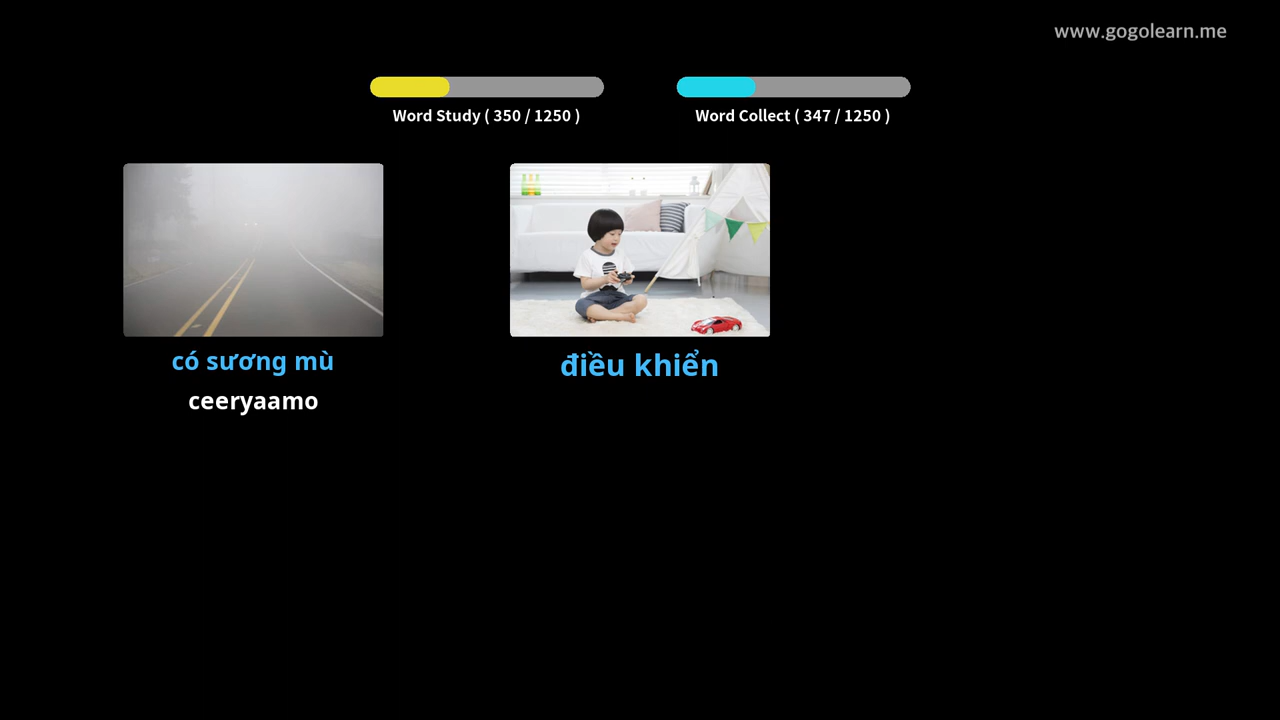 www.gogolearn.me
Word Study ( 350 / 1250 )
Word Collect ( 347 / 1250 )
có sương mù
ceeryaamo
điều khiển